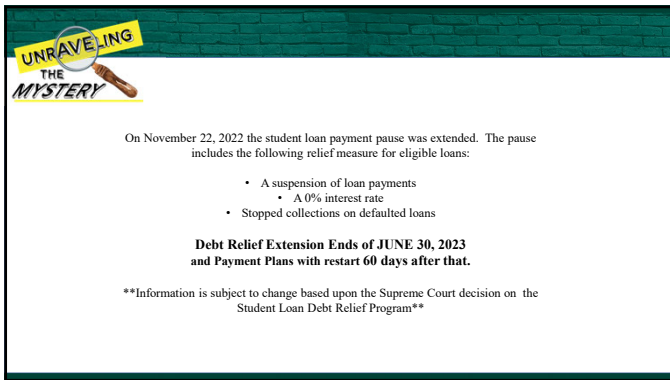 UNRAVELING
THE
MYSTERY
On November 22, 2022 the student loan payment pause was extended. The pause
includes the following relief measure for eligible loans:
• A suspension of loan payments
• A 0% interest rate
• Stopped collections on defaulted loans
Debt Relief Extension Ends of JUNE 30, 2023
and Payment Plans with restart 60 days after that.
**Information is subject to change based upon the Supreme Court decision on the
Student Loan Debt Relief Program**